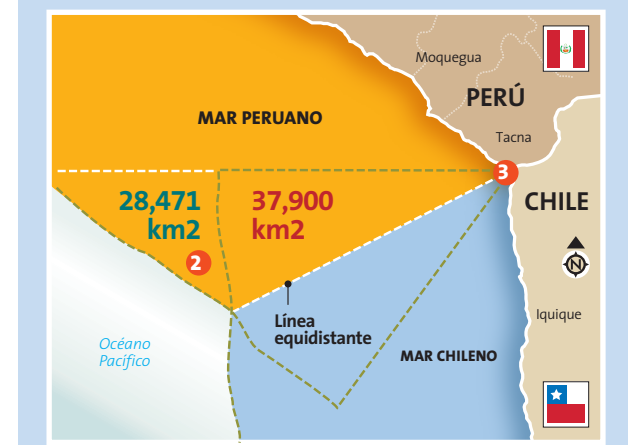 Moquegua
PERÚ
MAR PERUANO
Tacna
3
28,471
km2
37,900
km2
CHILE
2
N
Línea
equidistante
Iquique
Océano
Pacífico
MAR CHILENO